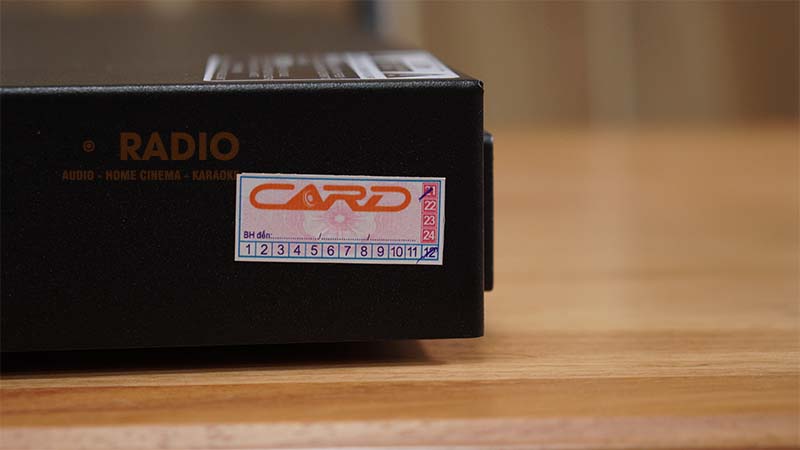 RADIO
AUDIO - HOME CINEMA - KARAOKE
CARD
21
22
23
24
BH đến:............../............../..............
1 2 3 4 5 6 7 8 9 10 11 12